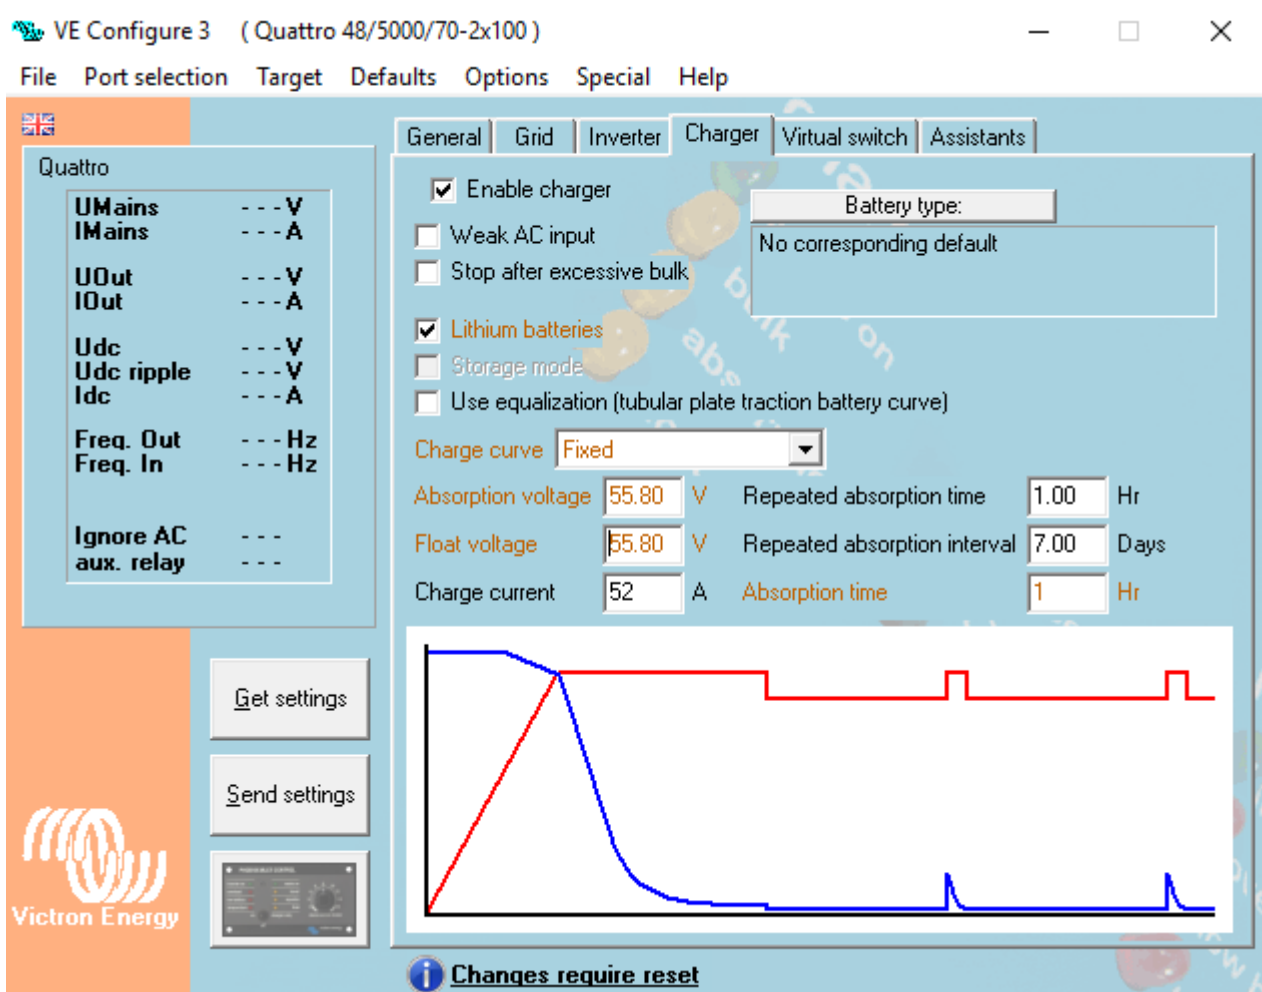 VE Configure 3 ( Quattro 48/5000/70-2x100 )
File Port selection Target Defaults Options Special Help
General Grid Inverter Charger Virtual switch Assistants
Quattro
UMains - - - V
IMains - - - A
UOut - - - V
IOut - - - A
Udc - - - V
Udc ripple - - - V
Idc - - - A
Freq. Out - - - Hz
Freq. In - - - Hz
Ignore AC - - -
aux. relay - - -
Get settings
Send settings
Victron Energy
Enable charger
Weak AC input
Stop after excessive bulk
Battery type:
No corresponding default
Lithium batteries
Storage mode
Use equalization (tubular plate traction battery curve)
Charge curve Fixed
Absorption voltage 55.80 V Repeated absorption time 1.00 Hr
Float voltage 55.80 V Repeated absorption interval 7.00 Days
Charge current 52 A Absorption time 1 Hr
bulk
abs
on
Changes require reset